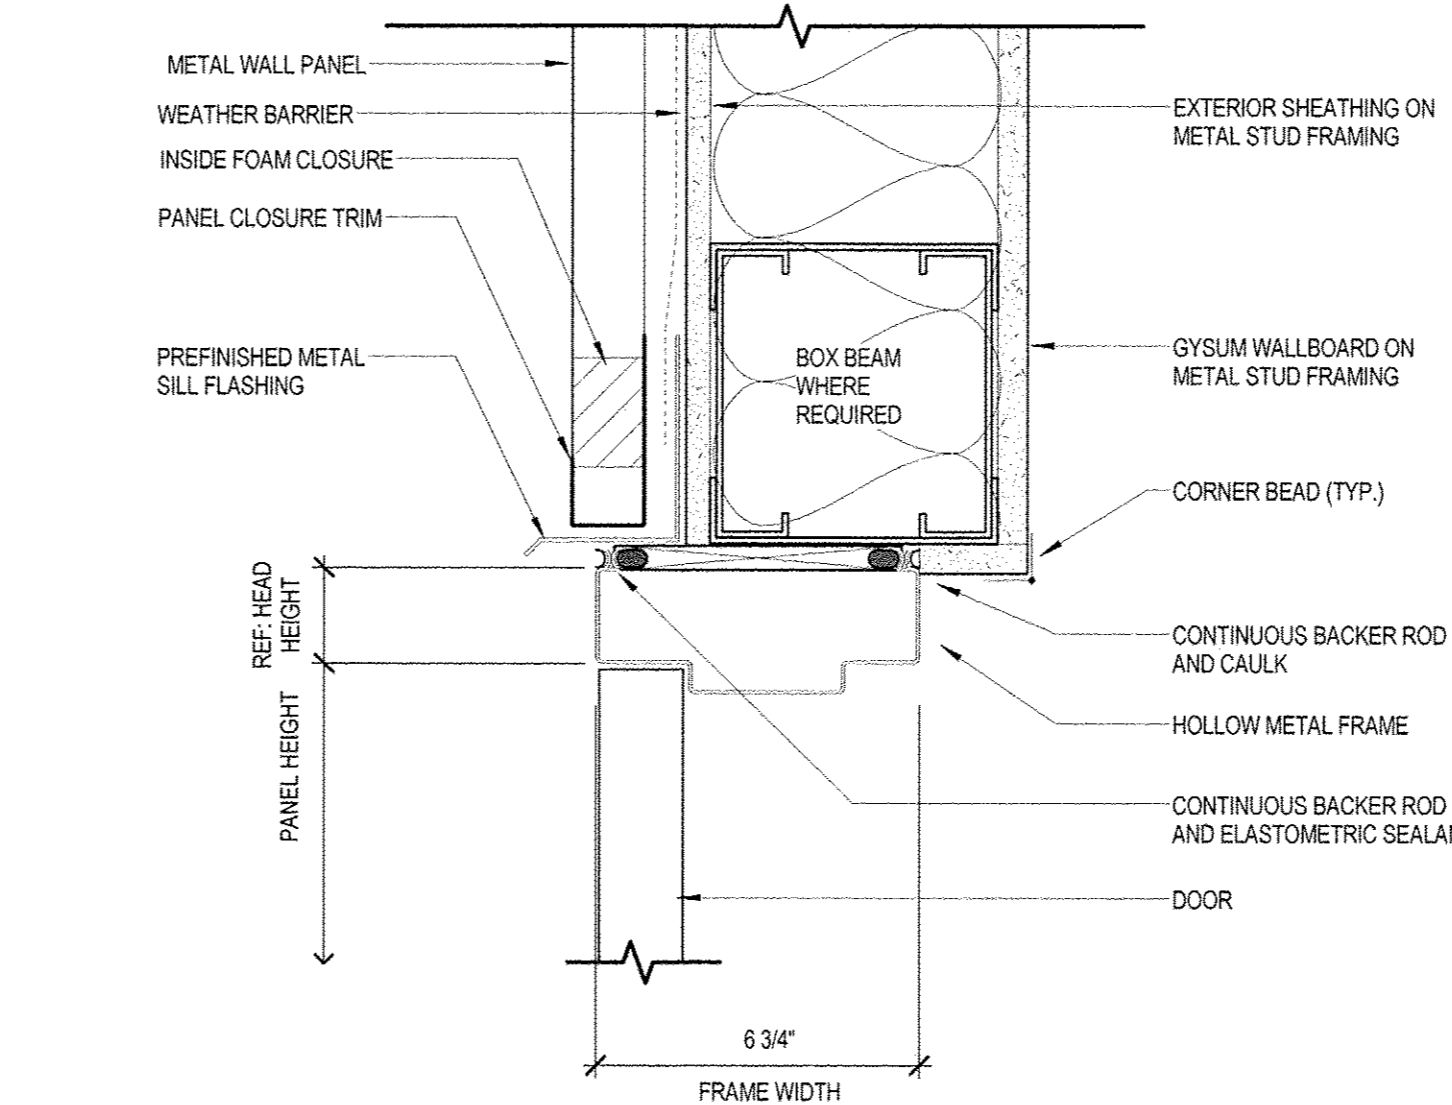 METAL WALL PANEL
WEATHER BARRIER
INSIDE FOAM CLOSURE
PANEL CLOSURE TRIM
PREFINISHED METAL
SILL FLASHING
EXTERIOR SHEATHING ON
METAL STUD FRAMING
BOX BEAM
WHERE
REQUIRED
GYSUM WALLBOARD ON
METAL STUD FRAMING
CORNER BEAD (TYP.)
REF: HEAD
HEIGHT
PANEL HEIGHT
CONTINUOUS BACKER ROD
AND CAULK
HOLLOW METAL FRAME
CONTINUOUS BACKER ROD
AND ELASTOMETRIC SEALA
DOOR
6 3/4"
FRAME WIDTH